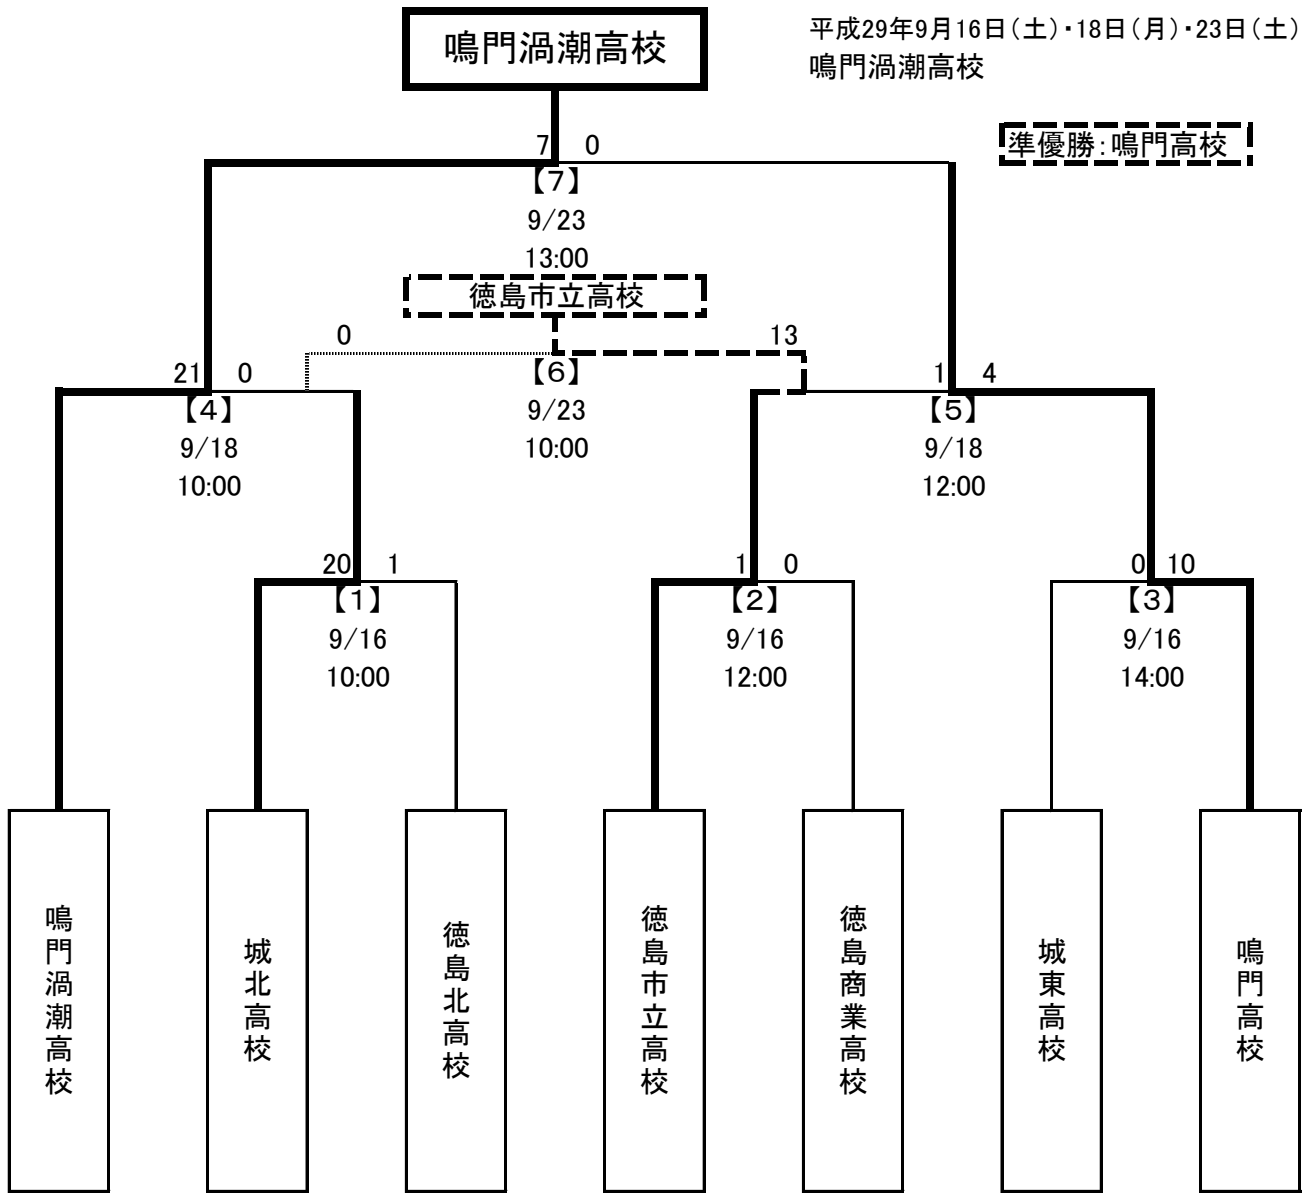 鳴門渦潮高校
平成29年9月16日（土）・18日（月）・23日（土）
鳴門渦潮高校
準優勝：鳴門高校
7 0
【7】
9/23
13:00
徳島市立高校
0 13
【6】
9/23
10:00
21 0
【4】
9/18
10:00
1 4
【5】
9/18
12:00
20 1
【1】
9/16
10:00
1 0
【2】
9/16
12:00
0 10
【3】
9/16
14:00
鳴門渦潮高校
城北高校
徳島北高校
徳島市立高校
徳島商業高校
城東高校
鳴門高校